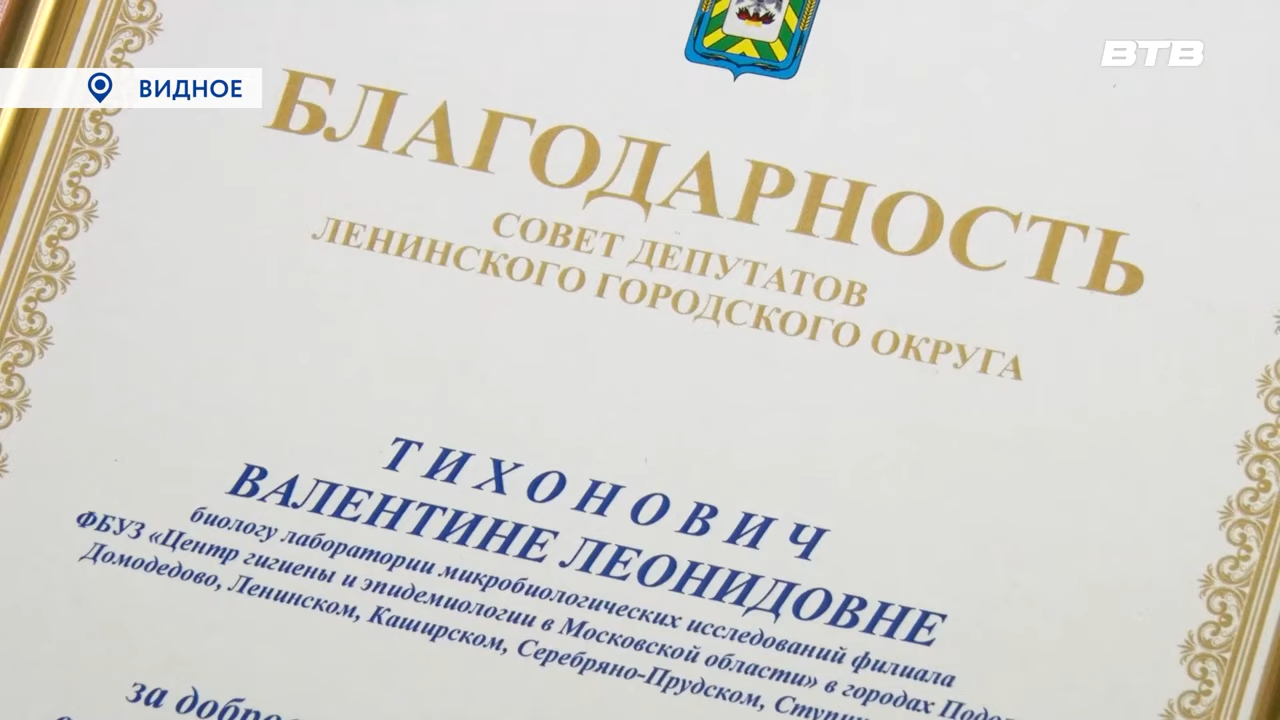 ВИДНОЕ
ВТВ
БЛАГОДАРНОСТЬ
СОВЕТ ДЕПУТАТОВ
ЛЕНИНСКОГО ГОРОДСКОГО ОКРУГА
ТИХОНОВИЧ
ВАЛЕНТИНЕ ЛЕОНИДОВНЕ
биологу лаборатории микробиологических исследований филиала
ФБУЗ «Центр гигиены и эпидемиологии в Московской области» в городах
Домодедово, Ленинском, Каширском, Серебряно-Прудском,
за